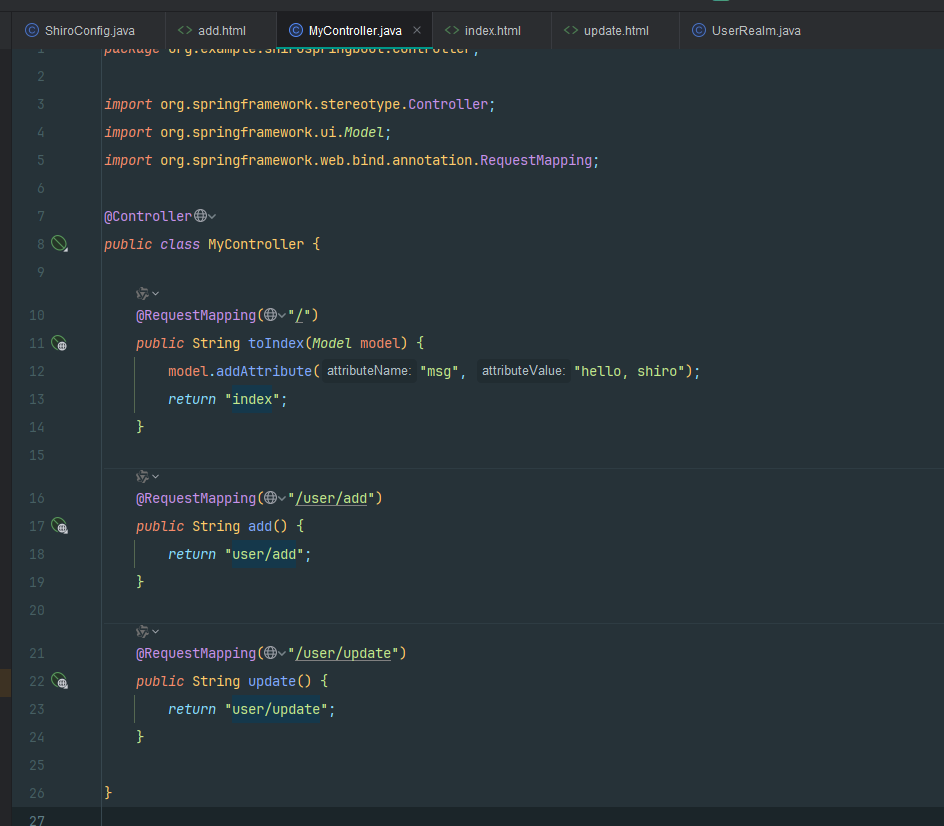 ShiroConfig.java add.html MyController.java index.html update.html UserRealm.java
1 package org.example.shirospringboot.controller;
2
3 import org.springframework.stereotype.Controller;
4 import org.springframework.ui.Model;
5 import org.springframework.web.bind.annotation.RequestMapping;
6
7 @Controller
8 public class MyController {
9
10 @RequestMapping("/")
11 public String toIndex(Model model) {
12 model.addAttribute( attributeName: "msg", attributeValue: "hello, shiro");
13 return "index";
14 }
15
16 @RequestMapping("/user/add")
17 public String add() {
18 return "user/add";
19 }
20
21 @RequestMapping("/user/update")
22 public String update() {
23 return "user/update";
24 }
25
26 }
27